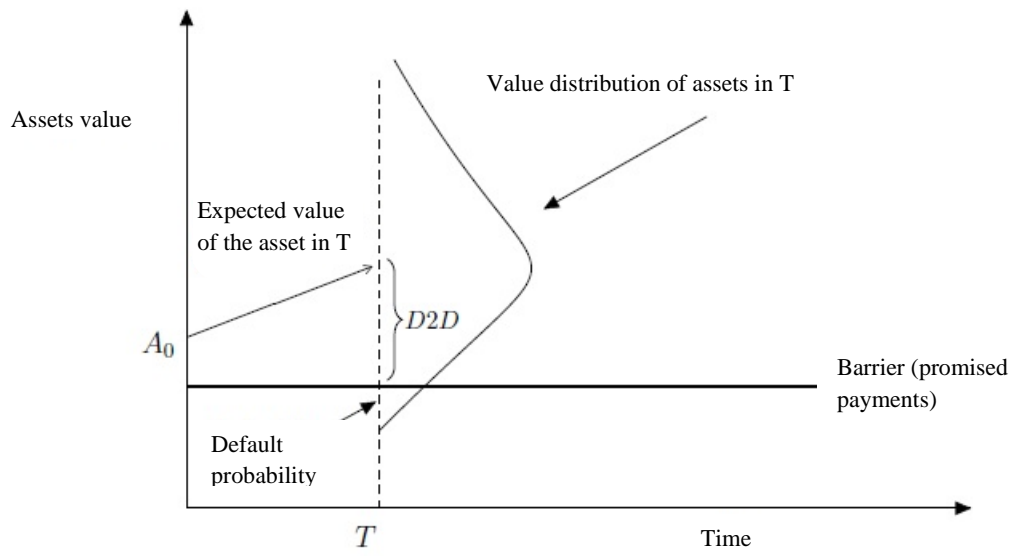 Value distribution of assets in T
Assets value
Expected value
of the asset in T
D2D
A₀
Barrier (promised
payments)
Default
probability
T
Time